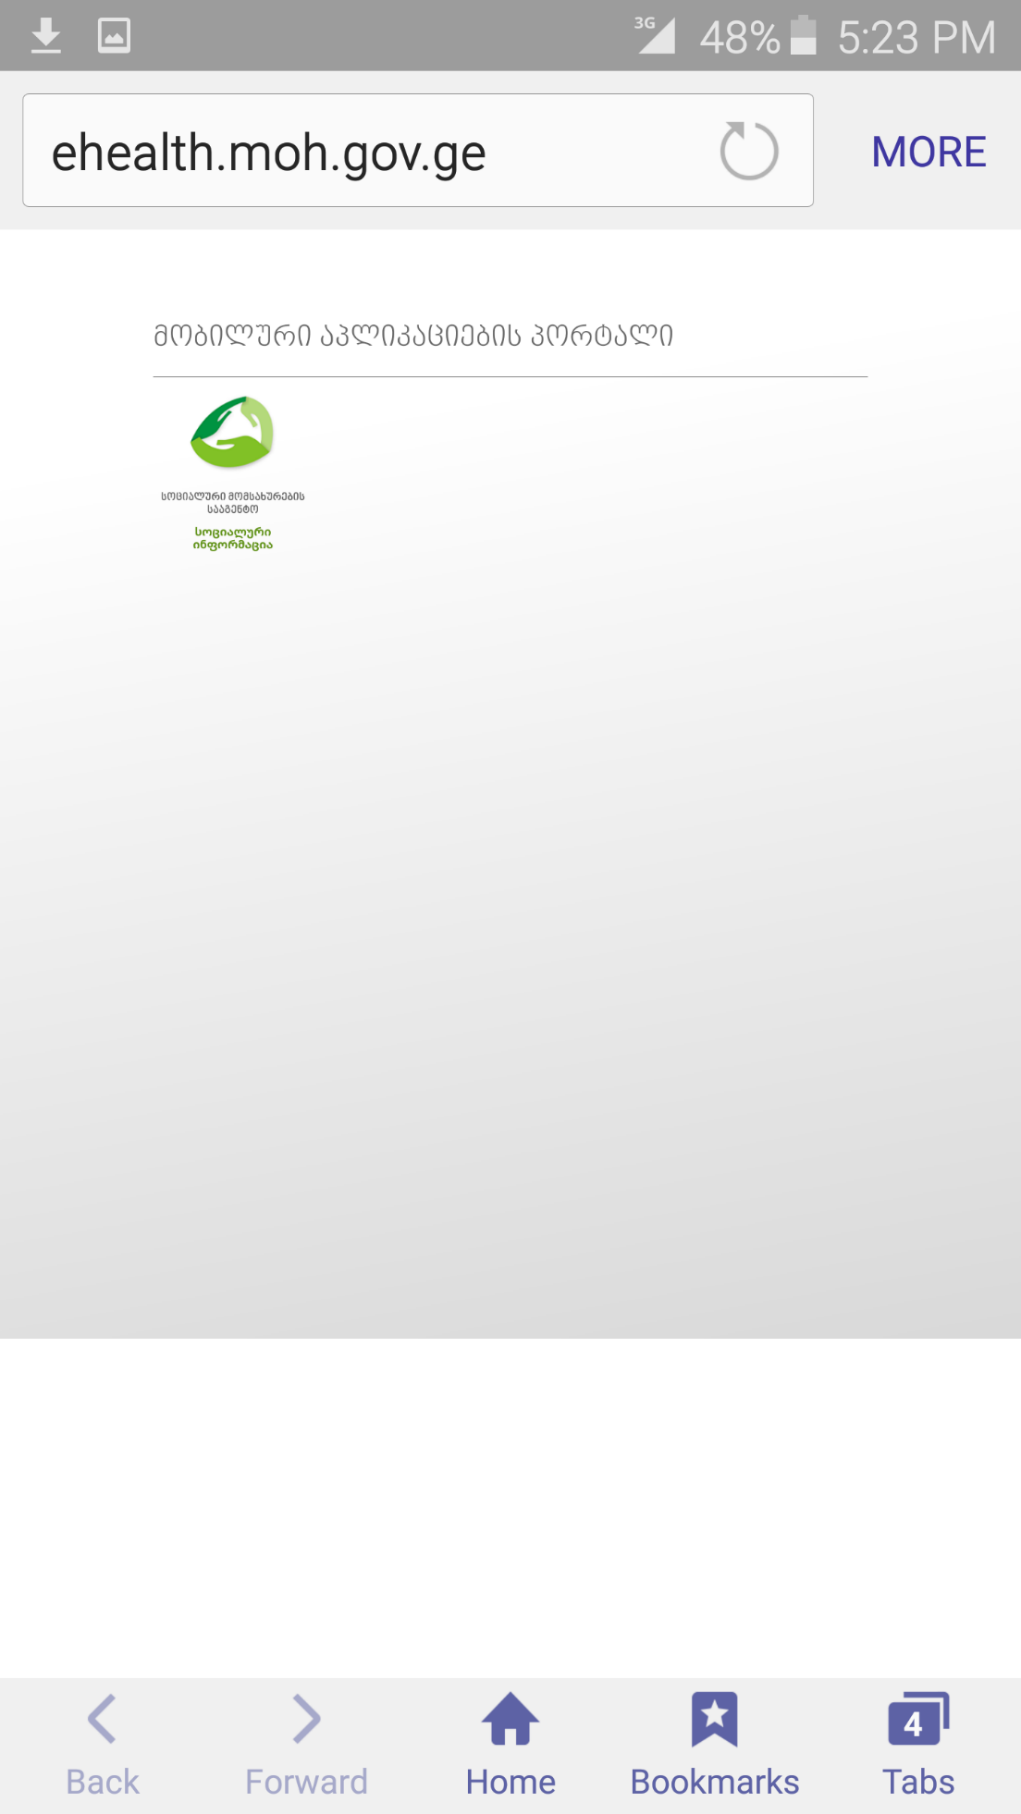 3G 48% 5:23 PM
ehealth.moh.gov.ge MORE
მობილური აპლიკაციების პორტალი
სოციალური მომსახურების
სააგენტო
სოციალური
ინფორმაცია
4
Back Forward Home Bookmarks Tabs